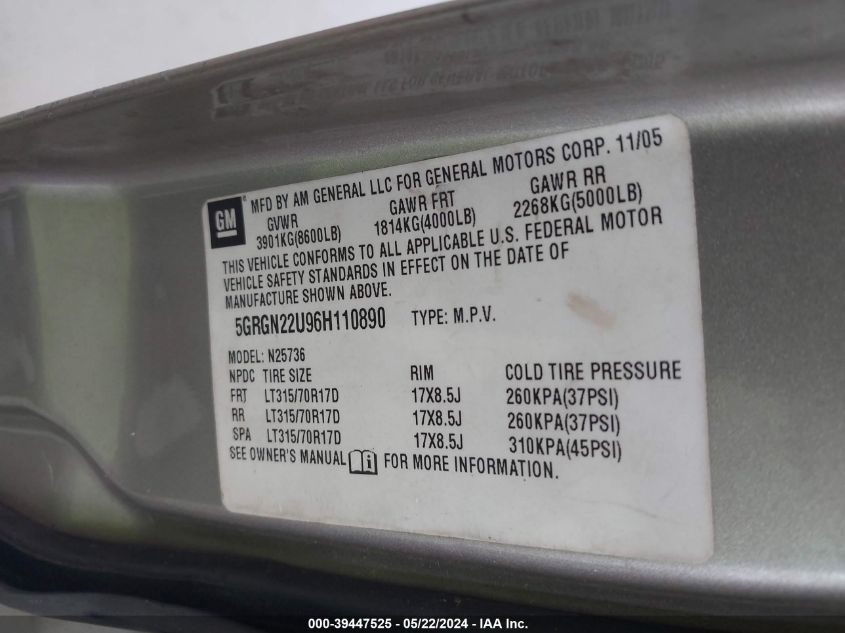 GM
MFD BY AM GENERAL LLC FOR GENERAL MOTORS CORP. 11/05
GVWR GAWR FRT GAWR RR
3901KG(8600LB) 1814KG(4000LB) 2268KG(5000LB)
THIS VEHICLE CONFORMS TO ALL APPLICABLE U.S. FEDERAL MOTOR
VEHICLE SAFETY STANDARDS IN EFFECT ON THE DATE OF
MANUFACTURE SHOWN ABOVE.
5GRGN22U96H110890 TYPE: M.P.V.
MODEL: N25736
NPDC TIRE SIZE RIM COLD TIRE PRESSURE
FRT LT315/70R17D 17X8.5J 260KPA(37PSI)
RR LT315/70R17D 17X8.5J 260KPA(37PSI)
SPA LT315/70R17D 17X8.5J 310KPA(45PSI)
SEE OWNER'S MANUAL i FOR MORE INFORMATION.
000-39447525 - 05/22/2024 - IAA Inc.